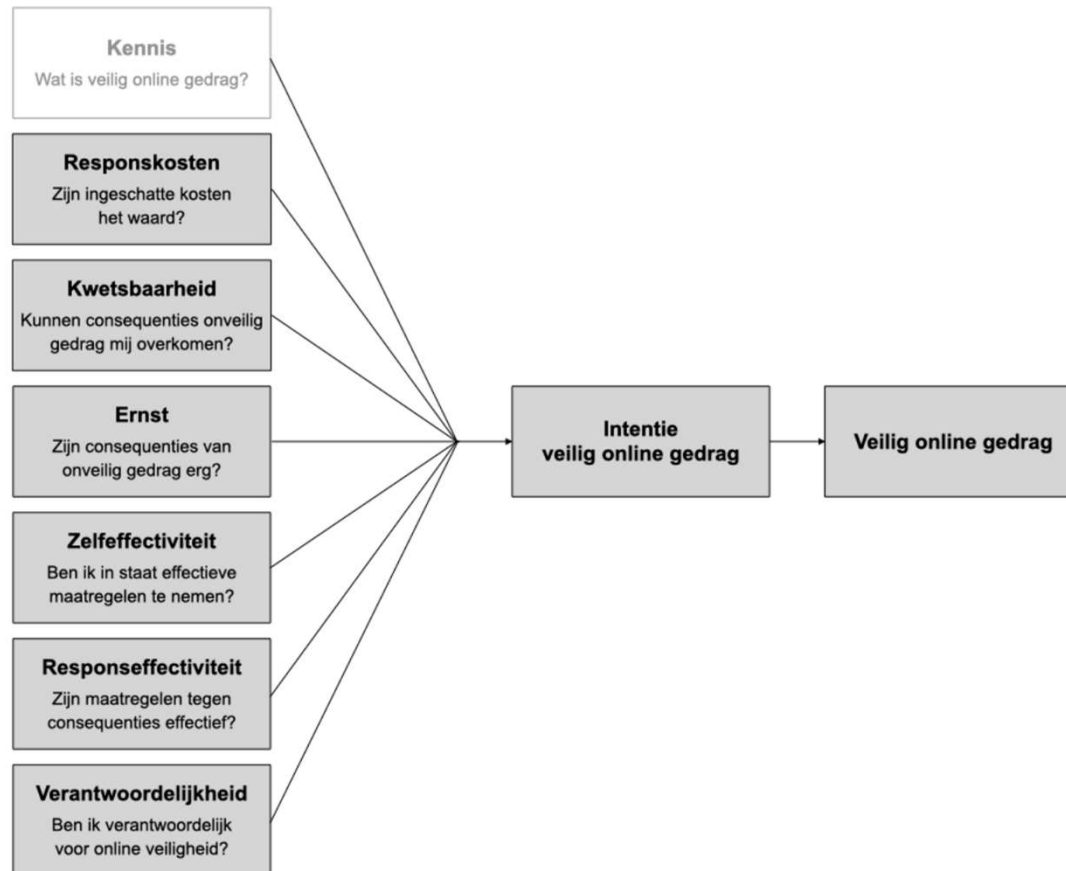 Kennis
Wat is veilig online gedrag?
Responskosten
Zijn ingeschatte kosten
het waard?
Kwetsbaarheid
Kunnen consequenties onveilig
gedrag mij overkomen?
Ernst
Zijn consequenties van
onveilig gedrag erg?
Zelfeffectiviteit
Ben ik in staat effectieve
maatregelen te nemen?
Responseffectiviteit
Zijn maatregelen tegen
consequenties effectief?
Verantwoordelijkheid
Ben ik verantwoordelijk
voor online veiligheid?
Intentie
veilig online gedrag
Veilig online gedrag